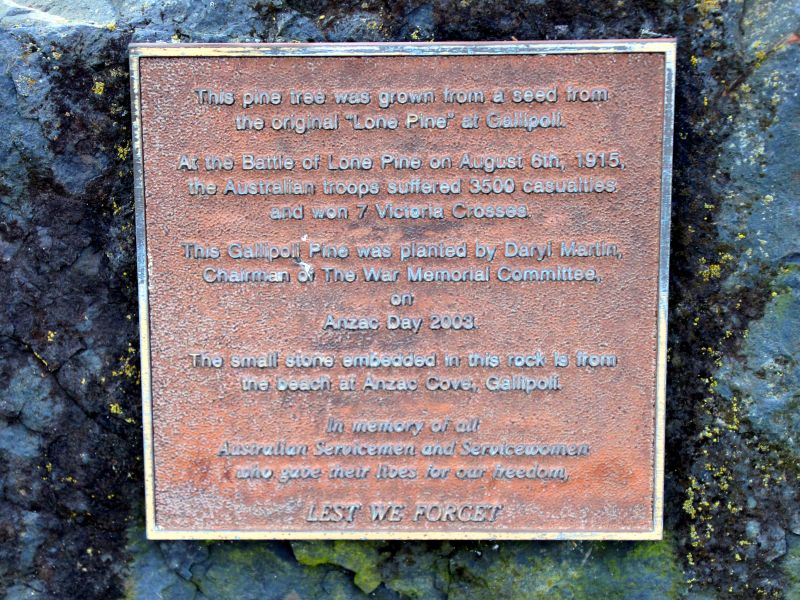 This pine tree was grown from a seed from
the original "Lone Pine" at Gallipoli.
At the Battle of Lone Pine on August 6th, 1915,
the Australian troops suffered 3500 casualties
and won 7 Victoria Crosses.
This Gallipoli Pine was planted by Daryl Martin,
Chairman of The War Memorial Committee,
on
Anzac Day 2003.
The small stone embedded in this rock is from
the beach at Anzac Cove, Gallipoli.
In memory of all
Australian Servicemen and Servicewomen
who gave their lives for our freedom,
LEST WE FORGET